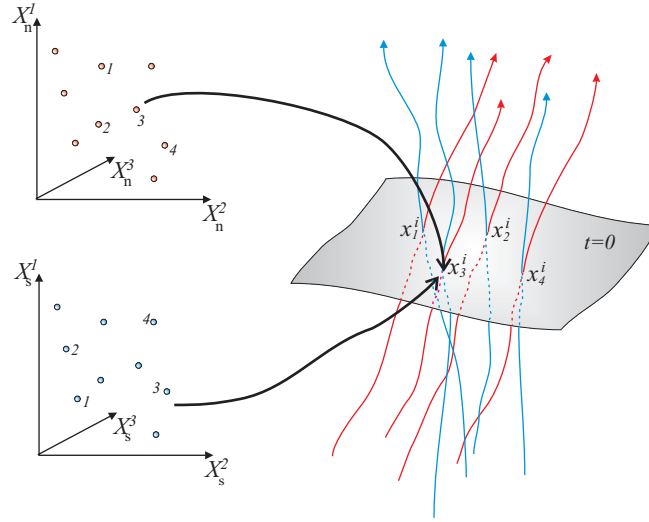 X_n^1
1
2
3
4
X_n^3
X_n^2
X_s^1
4
2
3
1
X_s^3
X_s^2
x_1^i
x_2^i
t=0
x_3^i
x_4^i